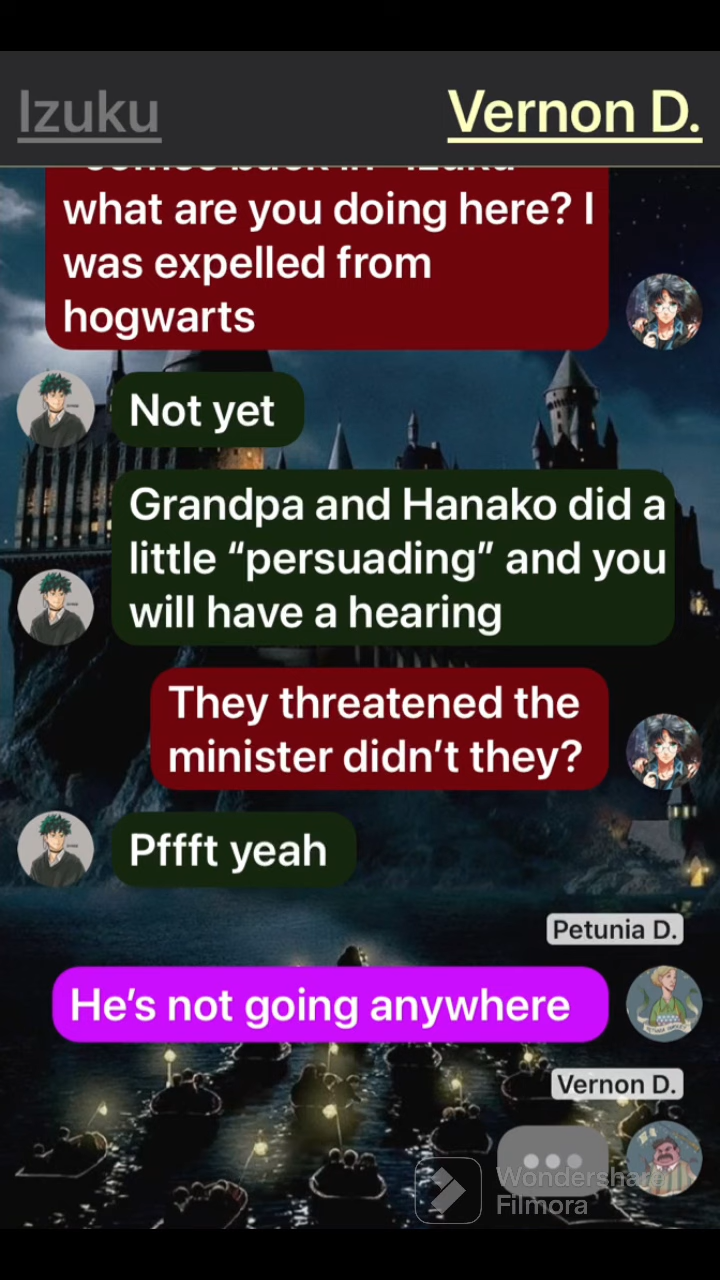 Izuku
Vernon D.
what are you doing here? I
was expelled from
hogwarts
Not yet
Grandpa and Hanako did a
little “persuading” and you
will have a hearing
They threatened the
minister didn’t they?
Pffft yeah
Petunia D.
He’s not going anywhere
Vernon D.
Wondershare
Filmora